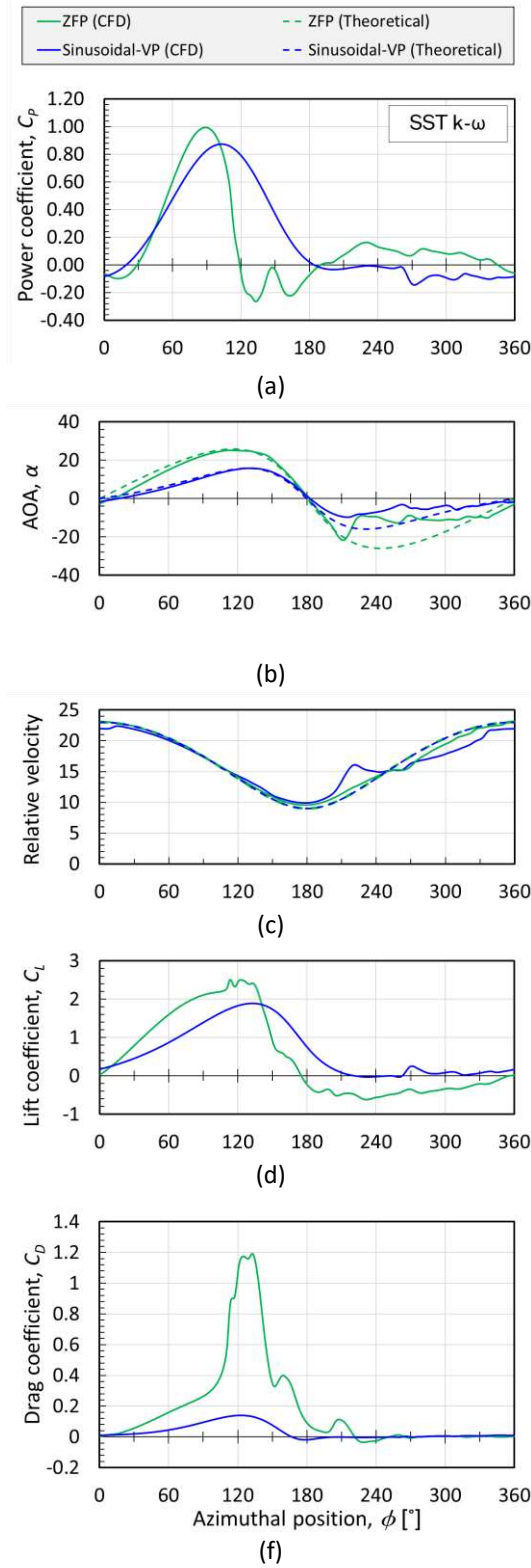 ZFP (CFD) ZFP (Theoretical)
Sinusoidal-VP (CFD) Sinusoidal-VP (Theoretical)
Power coefficient, CP
1.20
1.00
0.80
0.60
0.40
0.20
0.00
-0.20
-0.40
SST k-ω
0 60 120 180 240 300 360
(a)
AOA, α
40
20
0
-20
-40
0 60 120 180 240 300 360
(b)
Relative velocity
25
20
15
10
5
0
0 60 120 180 240 300 360
(c)
Lift coefficient, CL
3
2
1
0
-1
0 60 120 180 240 300 360
(d)
Drag coefficient, CD
1.4
1.2
1
0.8
0.6
0.4
0.2
0
-0.2
0 60 120 180 240 300 360
Azimuthal position, ϕ [°]
(f)